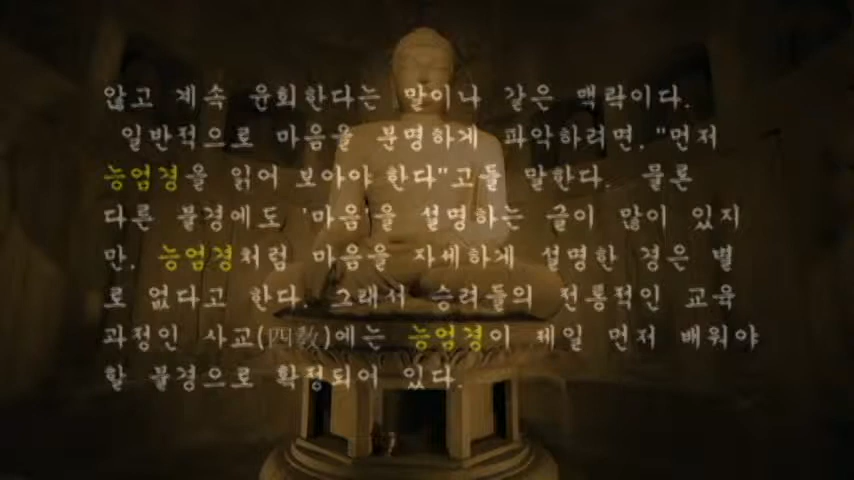 않고 계속 윤회한다는 말이나 같은 맥락이다.
일반적으로 마음을 분명하게 파악하려면, "먼저
능엄경을 읽어 보아야 한다"고들 말한다. 물론
다른 불경에도 '마음'을 설명하는 글이 많이 있지
만, 능엄경처럼 마음을 자세하게 설명한 경은 별
로 없다고 한다. 그래서 승려들의 전통적인 교육
과정인 사교(四敎)에는 능엄경이 제일 먼저 배워야
할 불경으로 확정되어 있다.